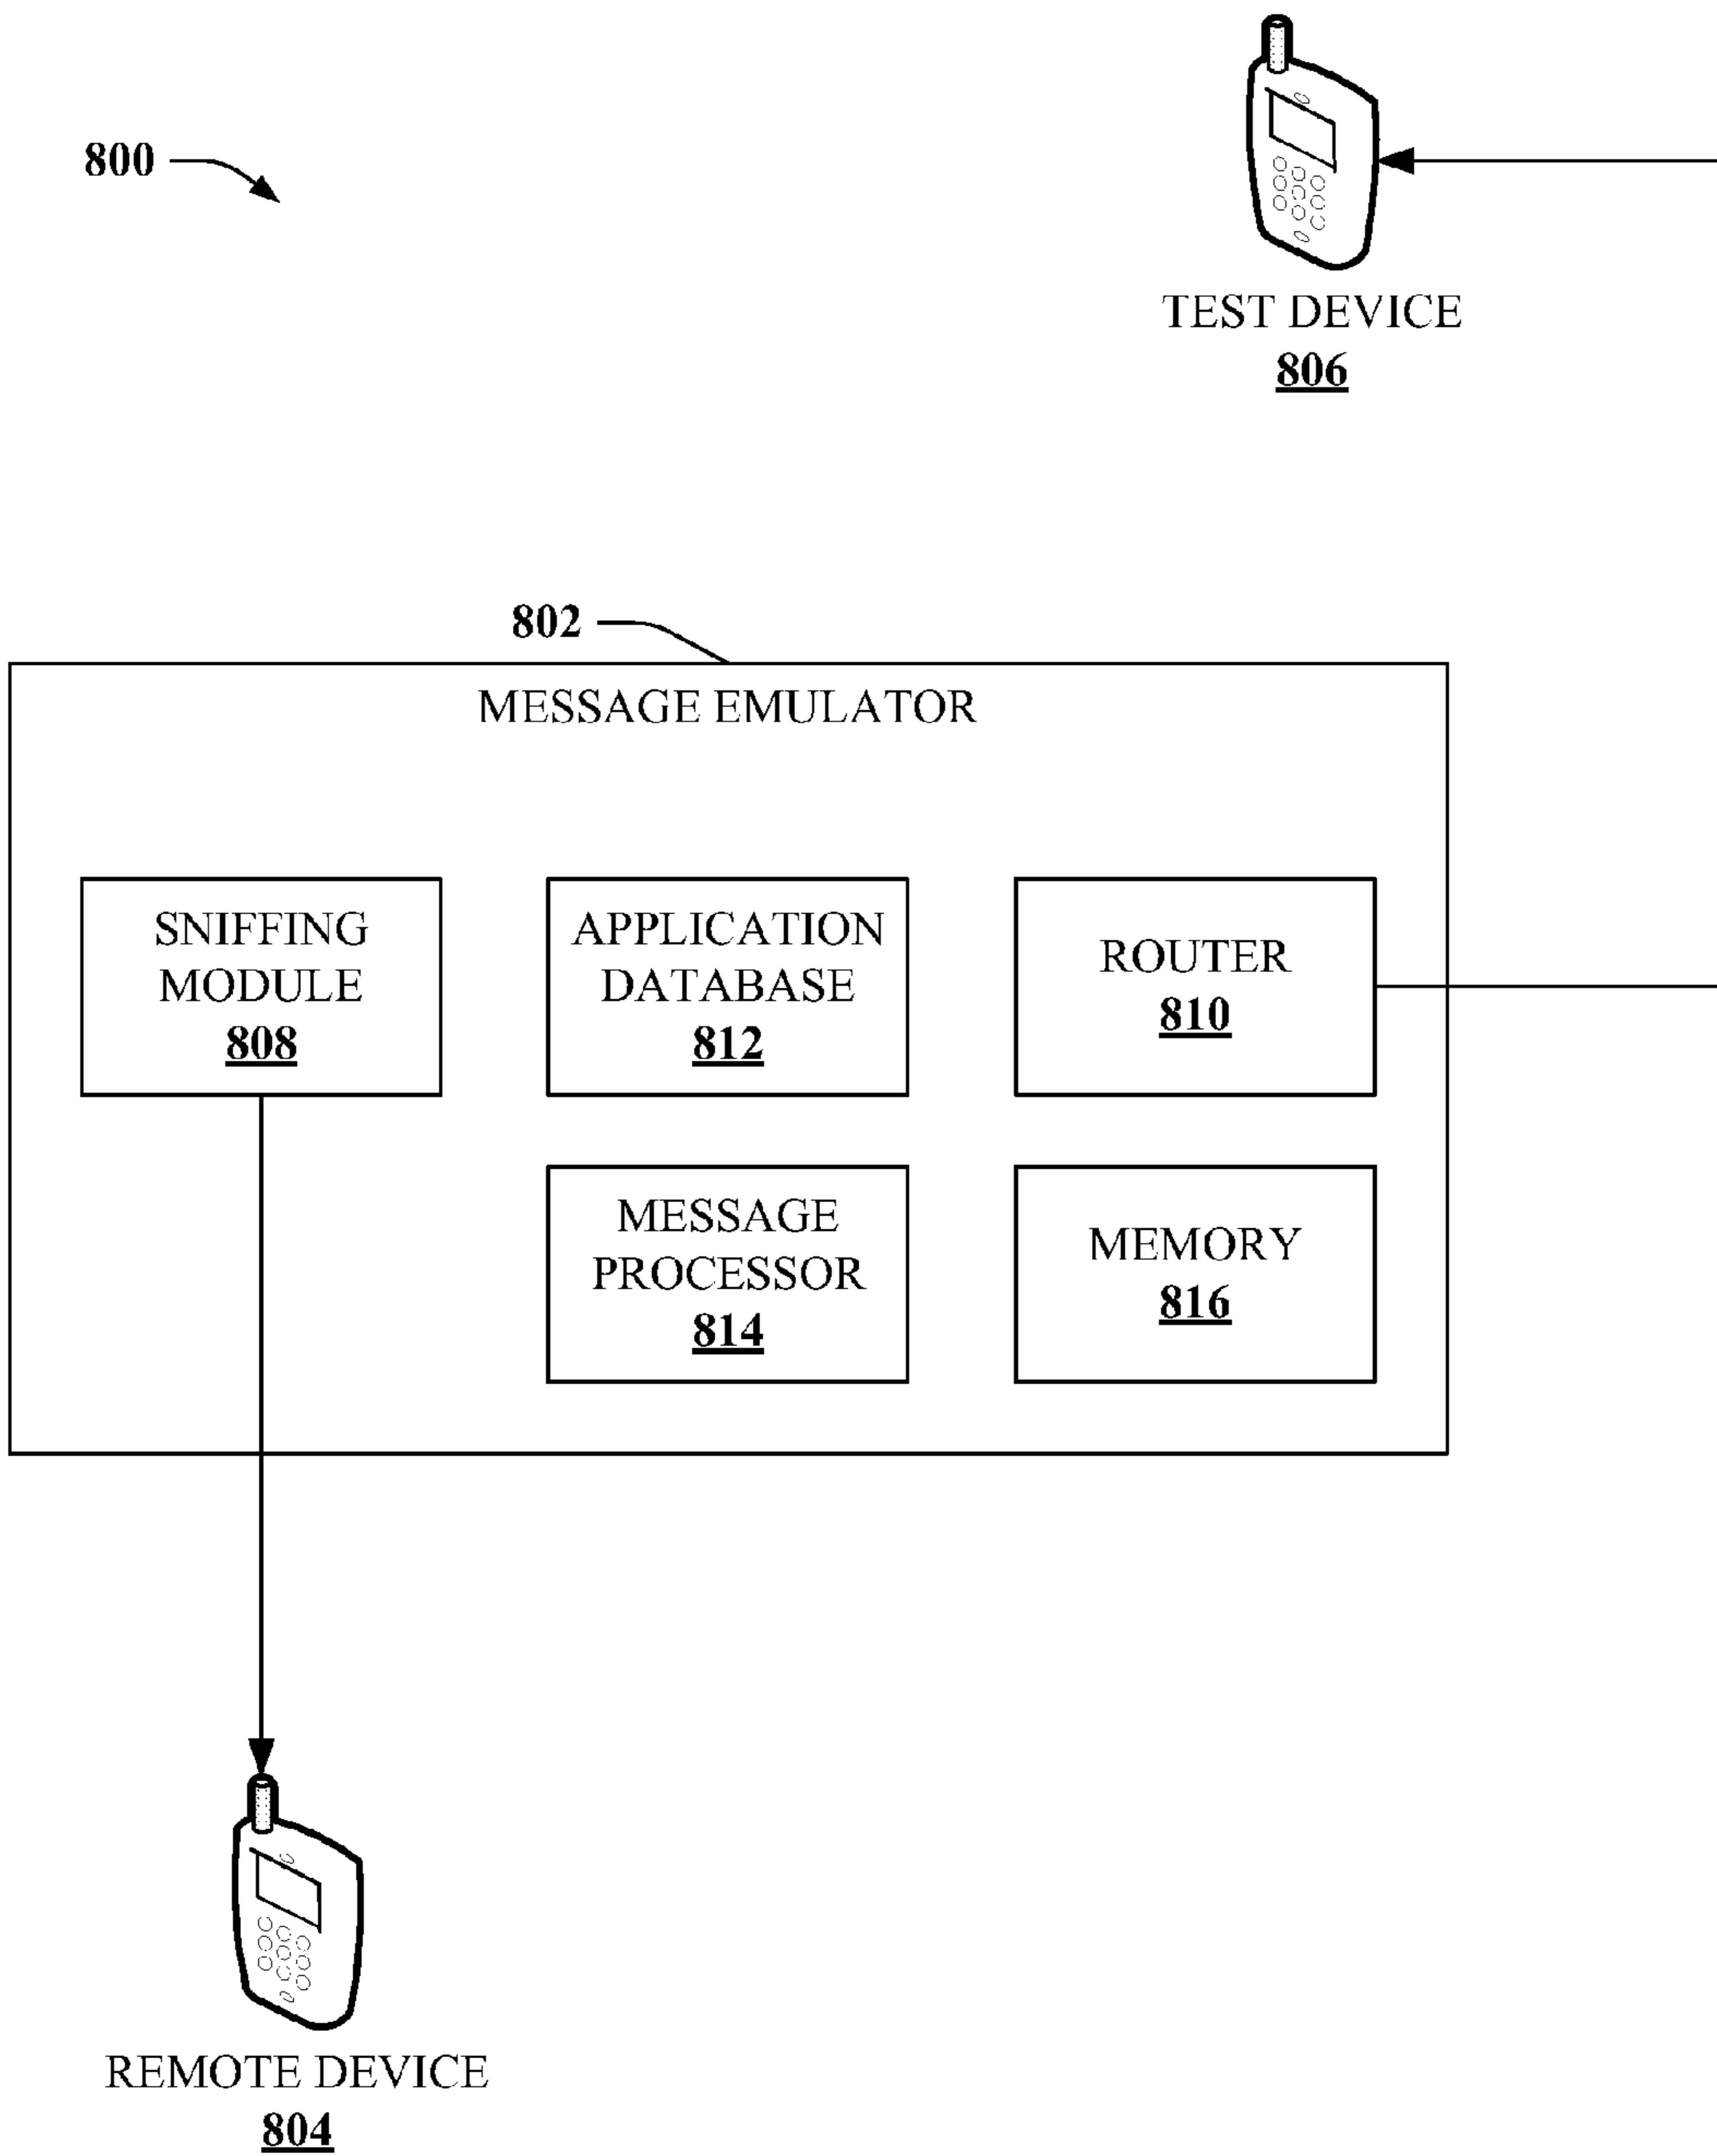 800
TEST DEVICE
806
802
MESSAGE EMULATOR
SNIFFING
MODULE
808
APPLICATION
DATABASE
812
ROUTER
810
MESSAGE
PROCESSOR
814
MEMORY
816
REMOTE DEVICE
804